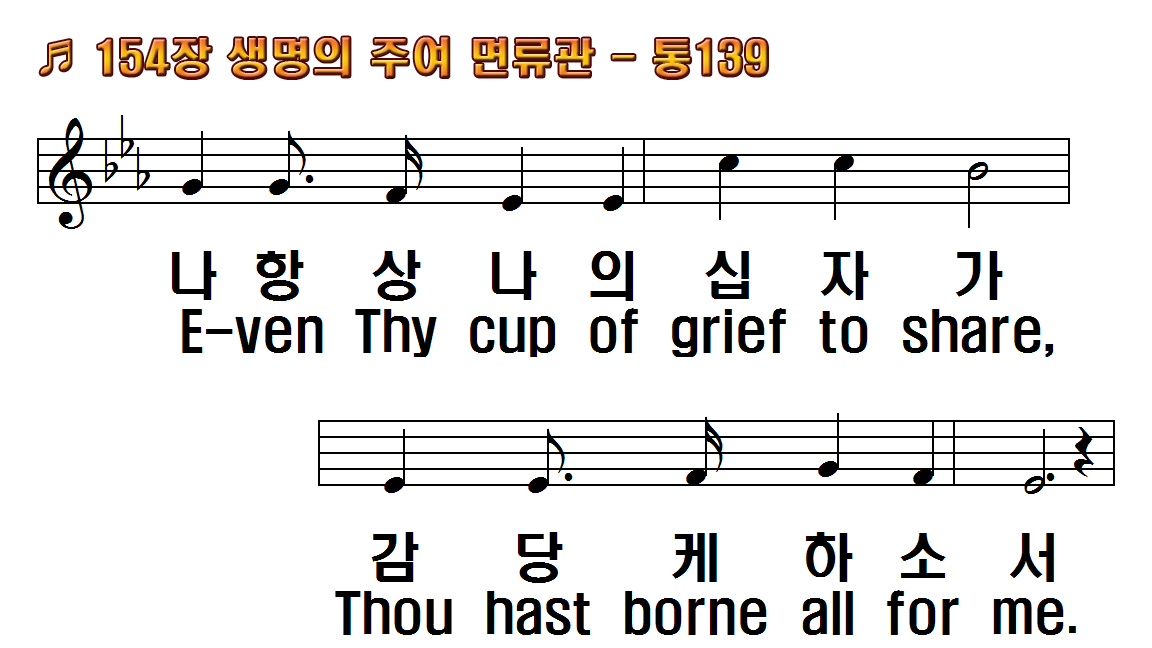 ♬ 154장 생명의 주여 면류관 - 통139
나 항 상 나 의 십 자 가
E-ven Thy cup of grief to share,
감 당 케 하 소 서
Thou hast borne all for me.